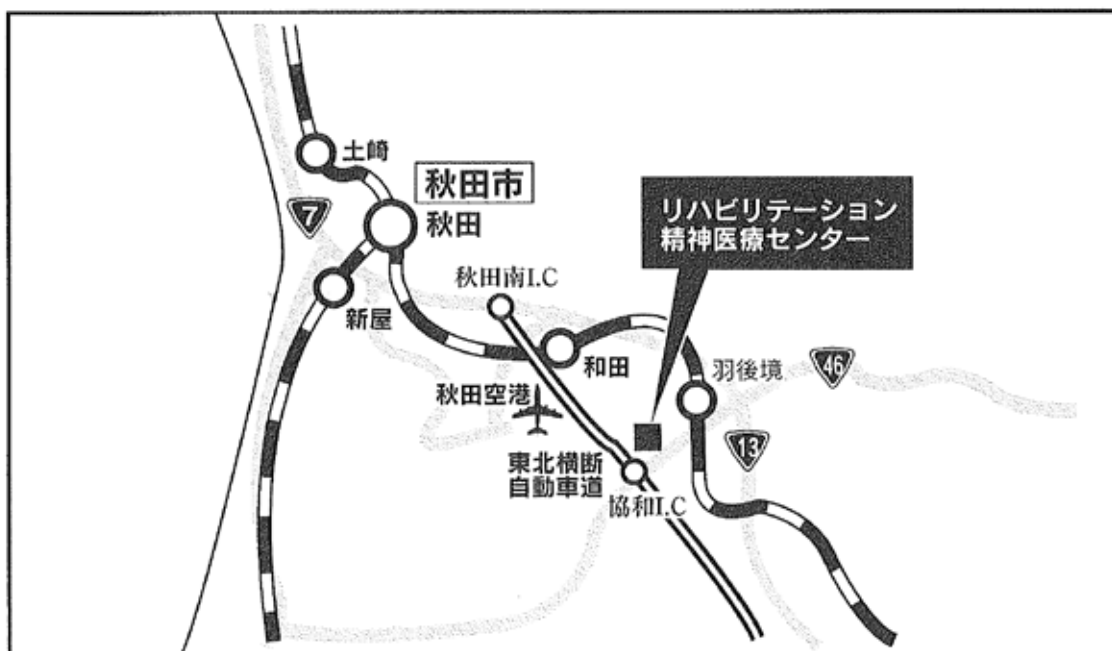 土崎
秋田市
7
秋田
リハビリテーション
精神医療センター
秋田南I.C
新屋
和田
羽後境
46
秋田空港
13
東北横断
自動車道
協和I.C